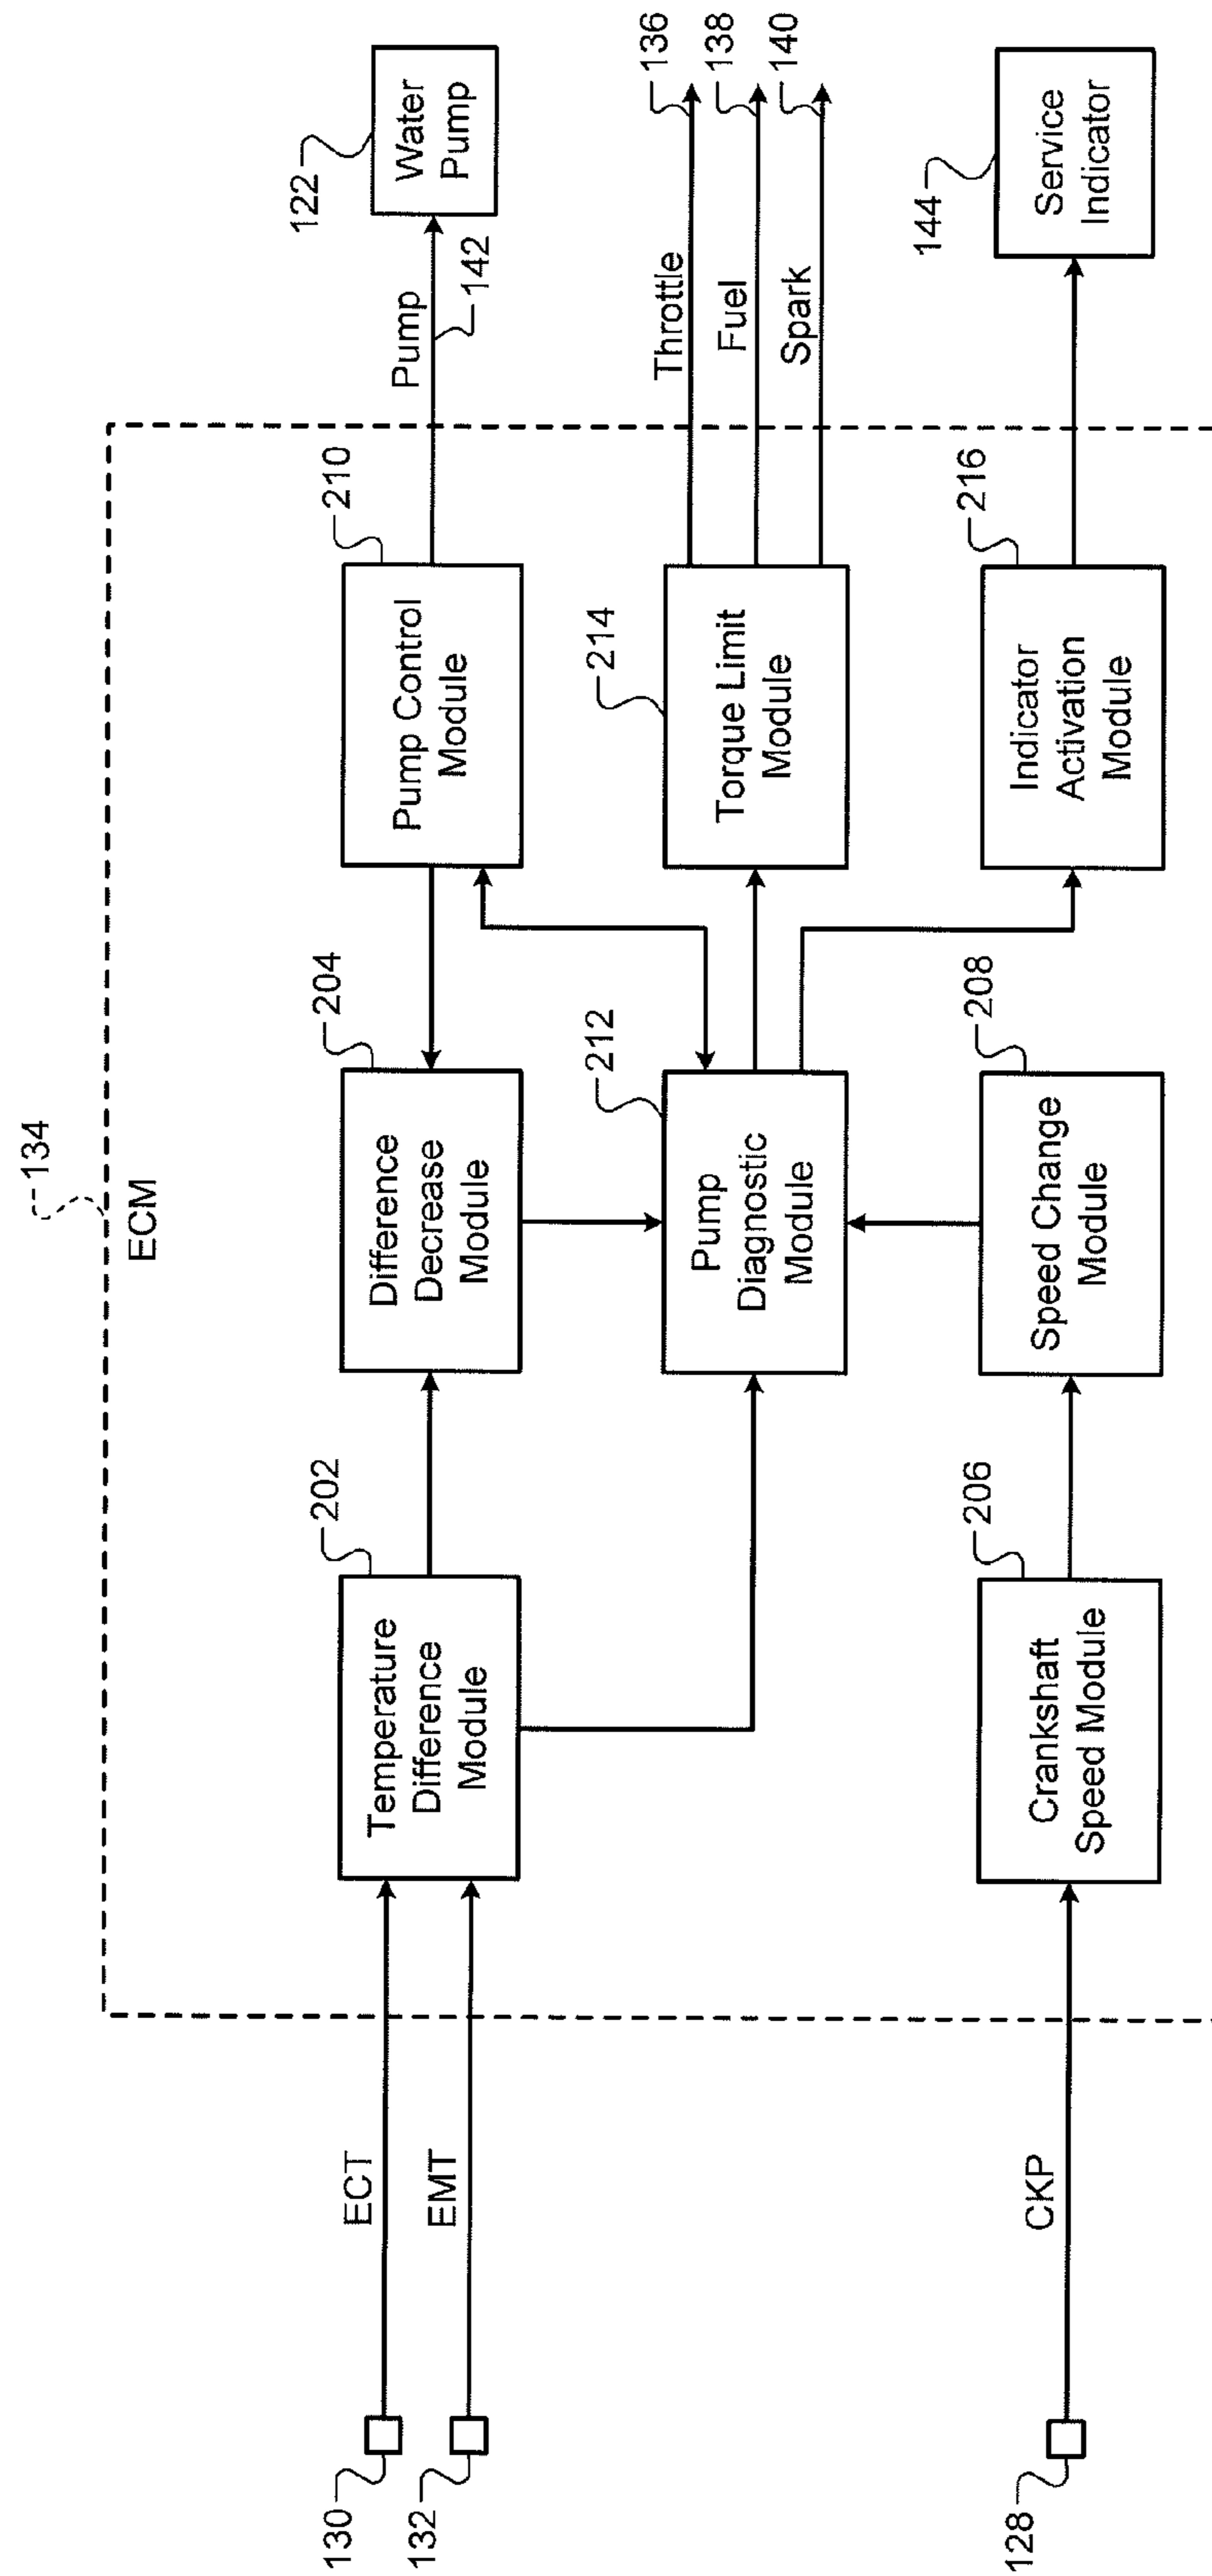 134
ECM
130
132
ECT
EMT
202
Temperature
Difference
Module
204
Difference
Decrease
Module
210
Pump Control
Module
Pump
142
122
Water
Pump
212
Pump
Diagnostic
Module
214
Torque Limit
Module
Throttle
136
Fuel
138
Spark
140
128
CKP
206
Crankshaft
Speed Module
208
Speed Change
Module
216
Indicator
Activation
Module
144
Service
Indicator